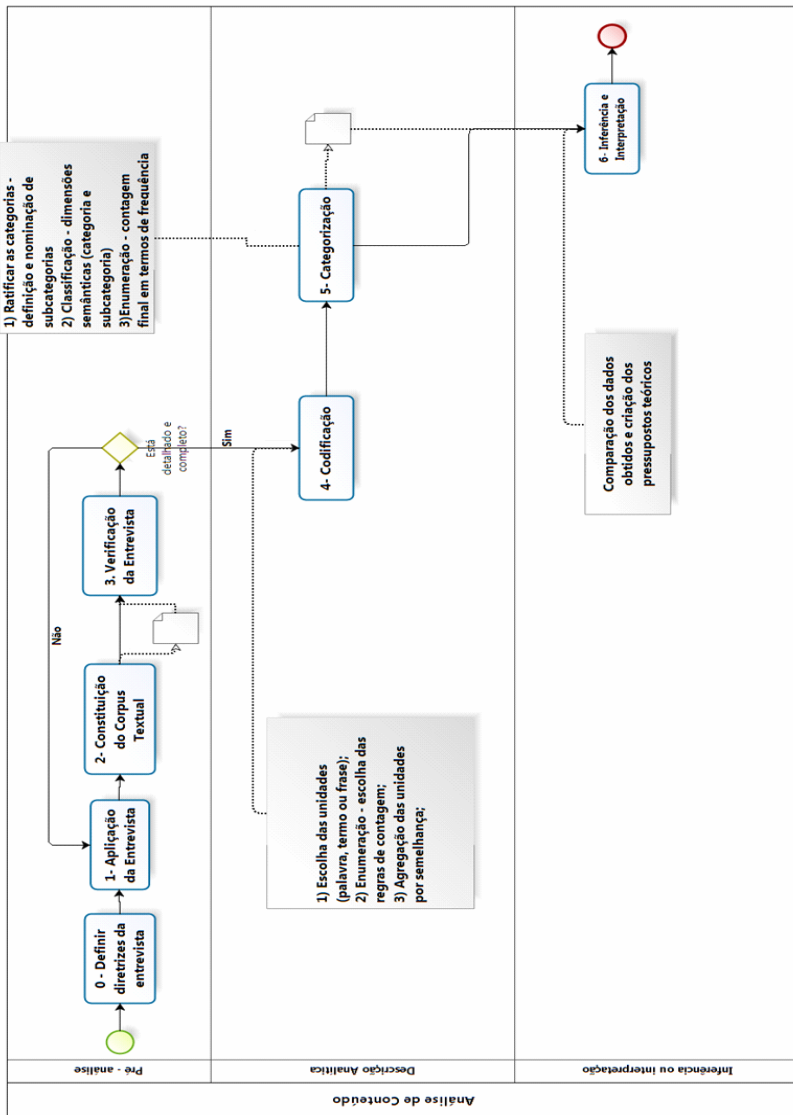 Análise de Conteúdo
Pré - análise
Descrição Analítica
Inferência ou interpretação
0 - Definir
diretrizes da
entrevista
1- Aplicação
da Entrevista
2- Constituição
do Corpus
Textual
3. Verificação
da Entrevista
Está
detalhado e
completo?
Não
Sim
1) Ratificar as categorias -
definição e nominação de
subcategorias
2) Classificação - dimensões
semânticas (categoria e
subcategoria)
3)Enumeração - contagem
final em termos de frequência
1) Escolha das unidades
(palavra, termo ou frase);
2) Enumeração - escolha das
regras de contagem;
3) Agregação das unidades
por semelhança;
4- Codificação
5- Categorização
Comparação dos dados
obtidos e criação dos
pressupostos teóricos
6- Inferência e
Interpretação